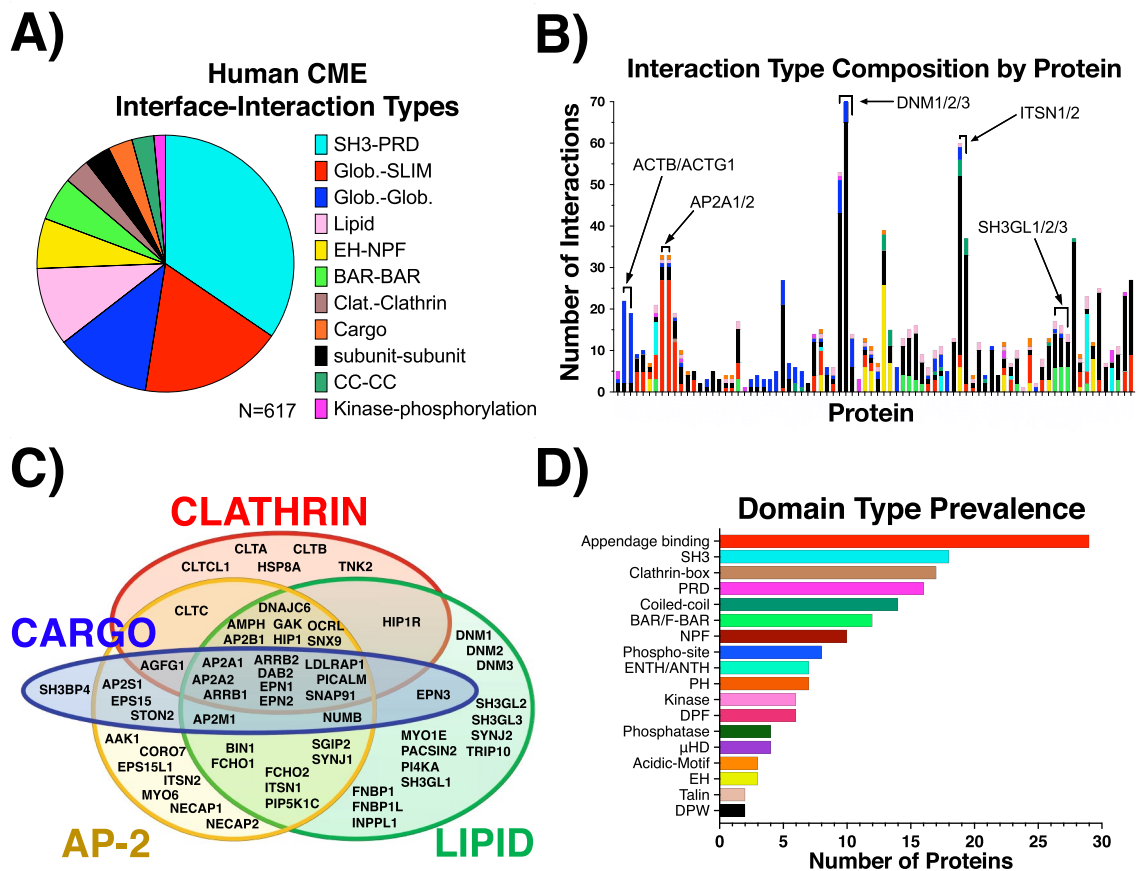 A)
Human CME
Interface-Interaction Types
SH3-PRD
Glob.-SLIM
Glob.-Glob.
Lipid
EH-NPF
BAR-BAR
Clat.-Clathrin
Cargo
subunit-subunit
CC-CC
Kinase-phosphorylation
N=617
B)
Interaction Type Composition by Protein
Number of Interactions
70
60
50
40
30
20
10
0
DNM1/2/3
ITSN1/2
ACTB/ACTG1
AP2A1/2
SH3GL1/2/3
Protein
C)
CLATHRIN
CLTA CLTB
CLTCL1 HSP8A TNK2
CLTC
DNAJC6
AMPH GAK OCRL
AP2B1 HIP1 SNX9
HIP1R
CARGO
DNM1
DNM2
DNM3
AGFG1
AP2A1
AP2A2
ARRB1
ARRB2
DAB2
EPN1
EPN2
LDLRAP1
PICALM
SNAP91
SH3BP4
AP2S1
EPS15
STON2
AP2M1
NUMB
EPN3
SH3GL2
SH3GL3
SYNJ2
TRIP10
AAK1
CORO7
EPS15L1
ITSN2
MYO6
NECAP1
NECAP2
BIN1
FCHO1
SGIP2
SYNJ1
FCHO2
ITSN1
PIP5K1C
MYO1E
PACSIN2
PI4KA
SH3GL1
FNBP1
FNBP1L
INPPL1
AP-2
LIPID
D)
Domain Type Prevalence
Appendage binding
SH3
Clathrin-box
PRD
Coiled-coil
BAR/F-BAR
NPF
Phospho-site
ENTH/ANTH
PH
Kinase
DPF
Phosphatase
µHD
Acidic-Motif
EH
Talin
DPW
0 5 10 15 20 25 30
Number of Proteins